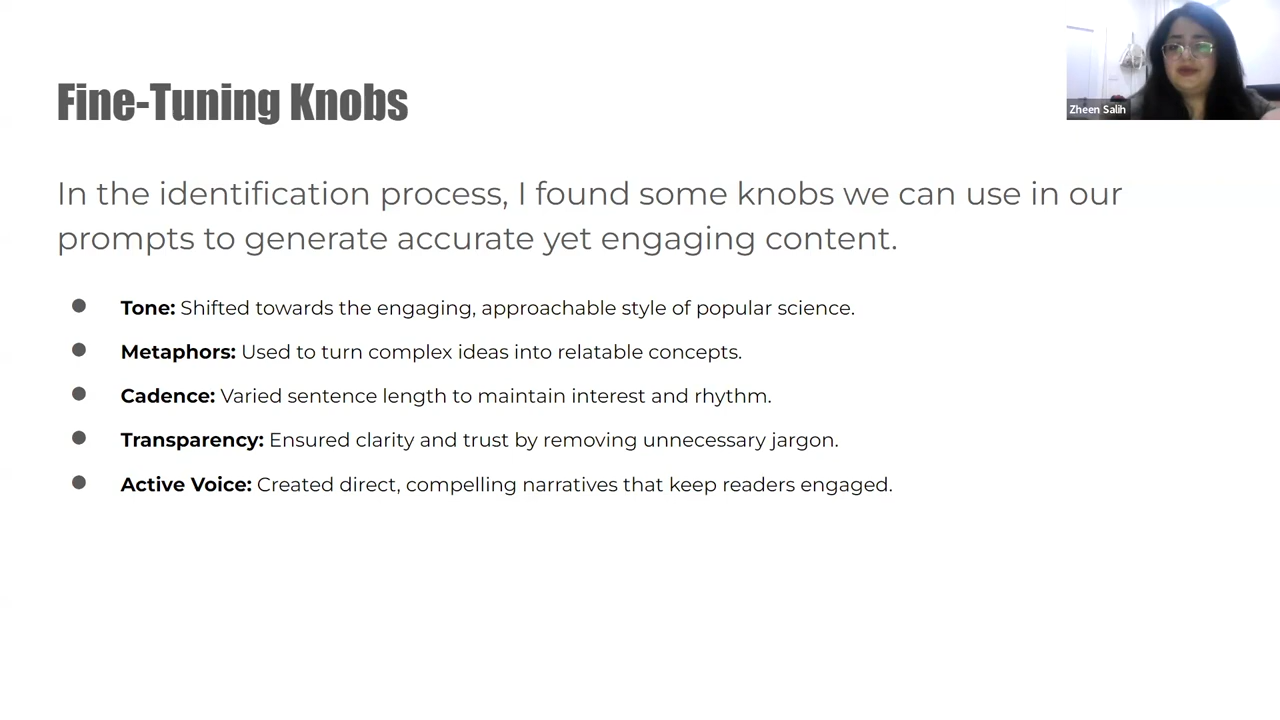 Fine-Tuning Knobs
Zheen Salih
In the identification process, I found some knobs we can use in our
prompts to generate accurate yet engaging content.
Tone: Shifted towards the engaging, approachable style of popular science.
Metaphors: Used to turn complex ideas into relatable concepts.
Cadence: Varied sentence length to maintain interest and rhythm.
Transparency: Ensured clarity and trust by removing unnecessary jargon.
Active Voice: Created direct, compelling narratives that keep readers engaged.